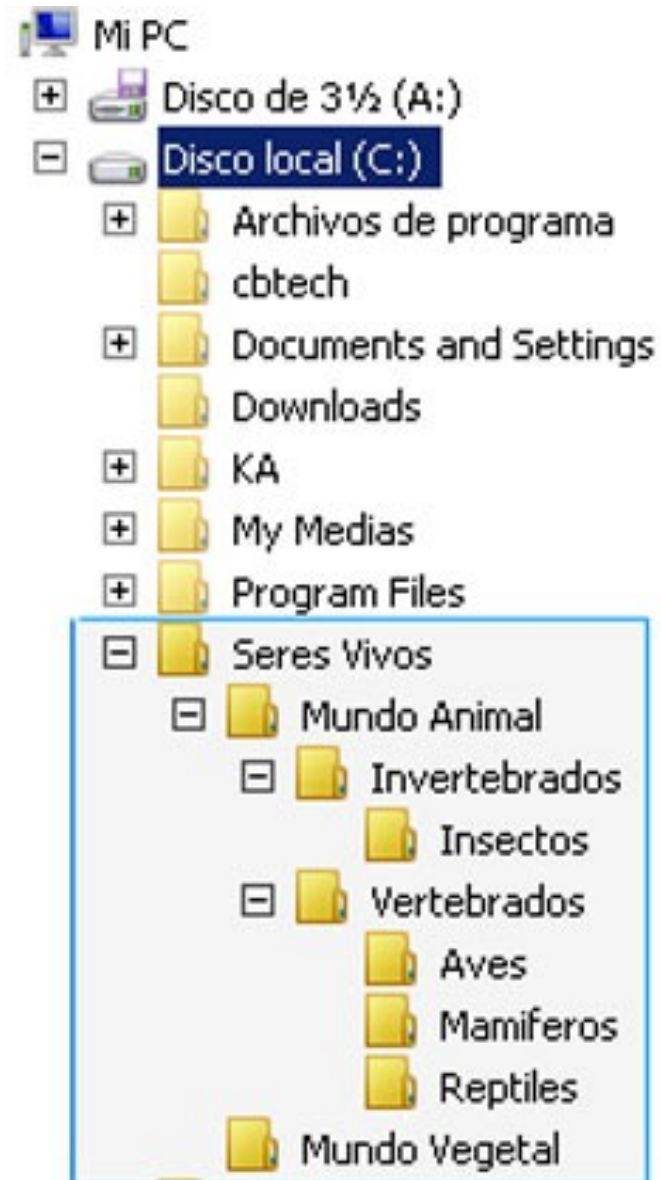 Mi PC
Disco de 3½ (A:)
Disco local (C:)
Archivos de programa
cbtech
Documents and Settings
Downloads
KA
My Medias
Program Files
Seres Vivos
Mundo Animal
Invertebrados
Insectos
Vertebrados
Aves
Mamiferos
Reptiles
Mundo Vegetal